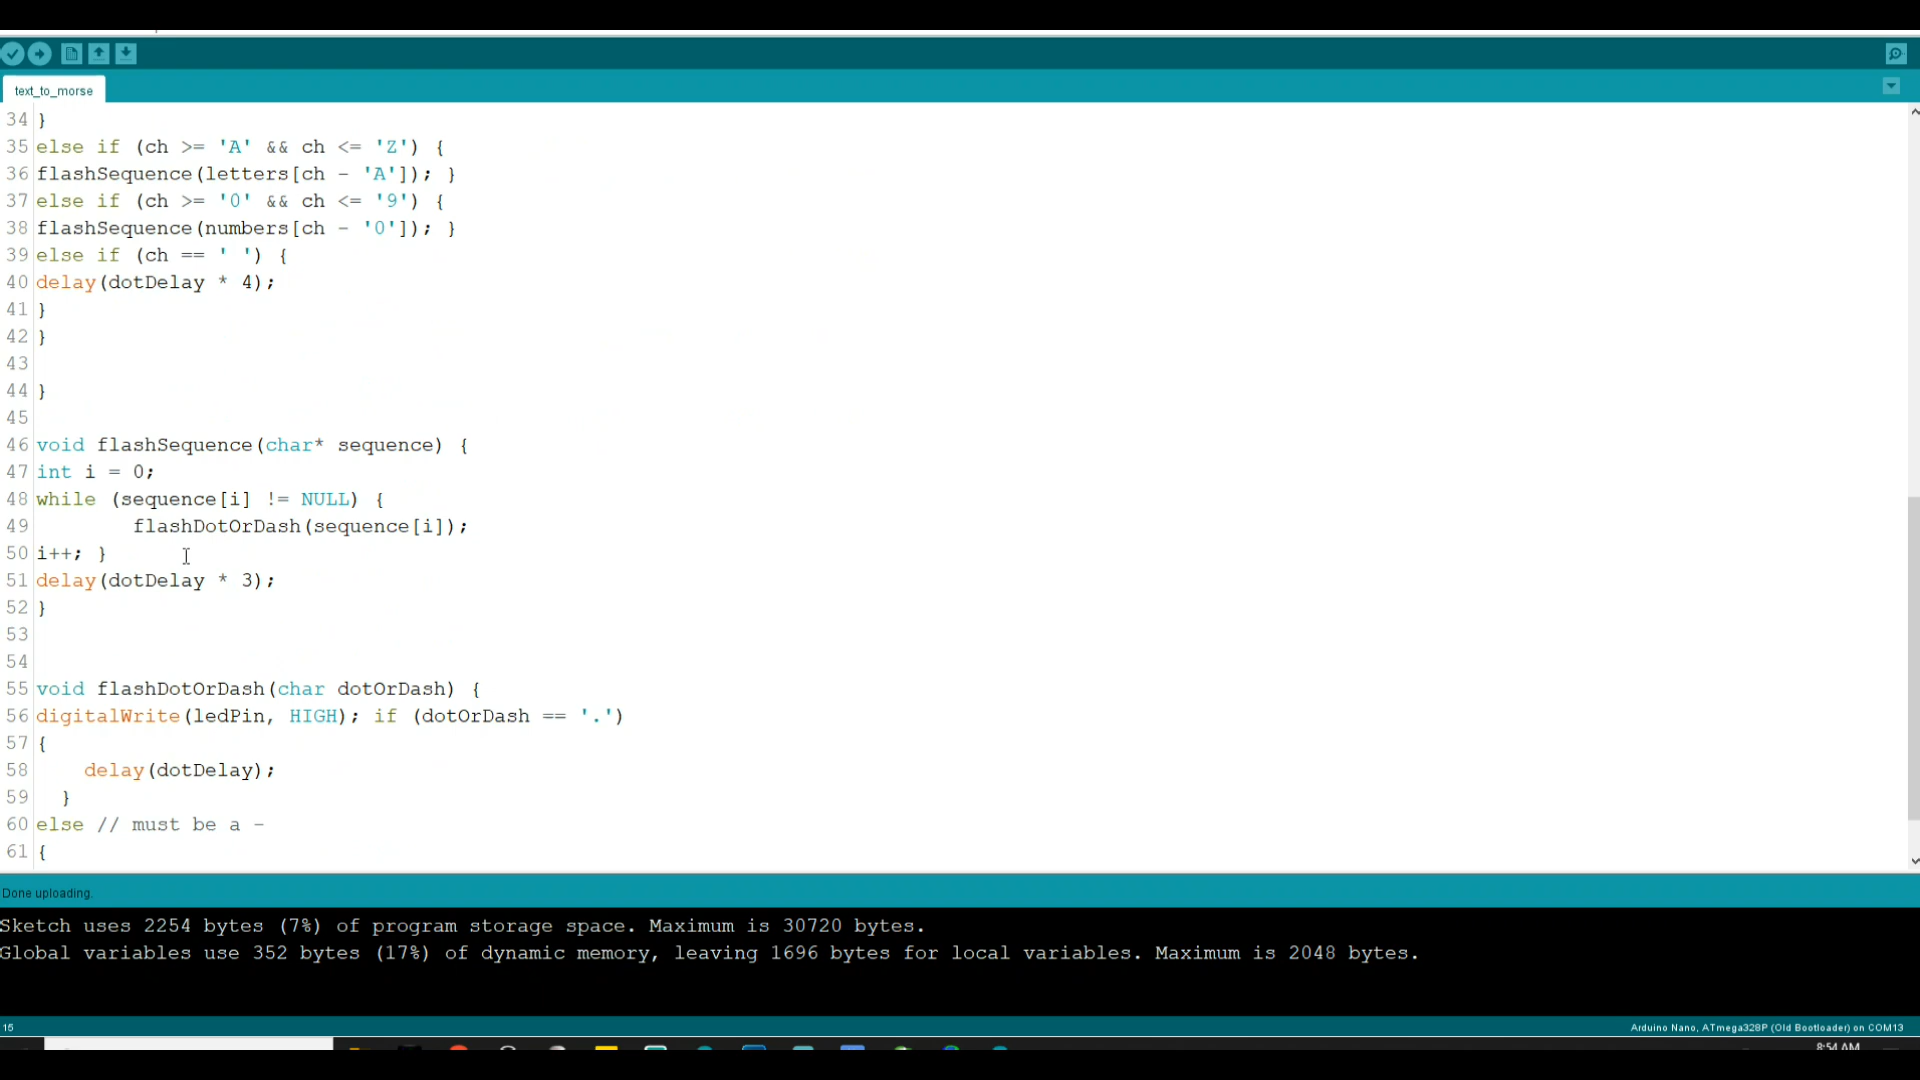 text_to_morse
34 }
35 else if (ch >= 'A' && ch <= 'Z') {
36 flashSequence(letters[ch - 'A']); }
37 else if (ch >= '0' && ch <= '9') {
38 flashSequence(numbers[ch - '0']); }
39 else if (ch == ' ') {
40 delay(dotDelay * 4);
41 }
42 }
43
44 }
45
46 void flashSequence(char* sequence) {
47 int i = 0;
48 while (sequence[i] != NULL) {
49         flashDotOrDash(sequence[i]);
50 i++; }
51 delay(dotDelay * 3);
52 }
53
54
55 void flashDotOrDash(char dotOrDash) {
56 digitalWrite(ledPin, HIGH); if (dotOrDash == '.')
57 {
58     delay(dotDelay);
59   }
60 else // must be a -
61 {
Done uploading.
Sketch uses 2254 bytes (7%) of program storage space. Maximum is 30720 bytes.
Global variables use 352 bytes (17%) of dynamic memory, leaving 1696 bytes for local variables. Maximum is 2048 bytes.
15 Arduino Nano, ATmega328P (Old Bootloader) on COM13
8:54 AM